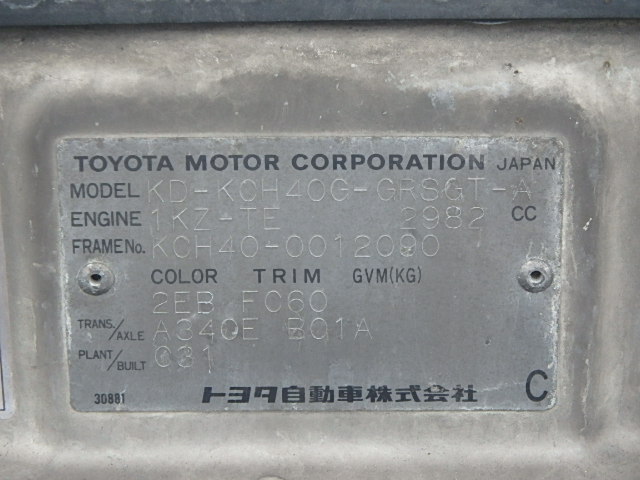 TOYOTA MOTOR CORPORATION JAPAN
MODEL KD-KCH40G-GRSGT-A
ENGINE 1KZ-TE 2982 CC
FRAME No. KCH40-0012090
COLOR TRIM GVM(KG)
2EB FC60
TRANS./AXLE A340E B01A
PLANT/BUILT C31
30881 トヨタ自動車株式会社 C